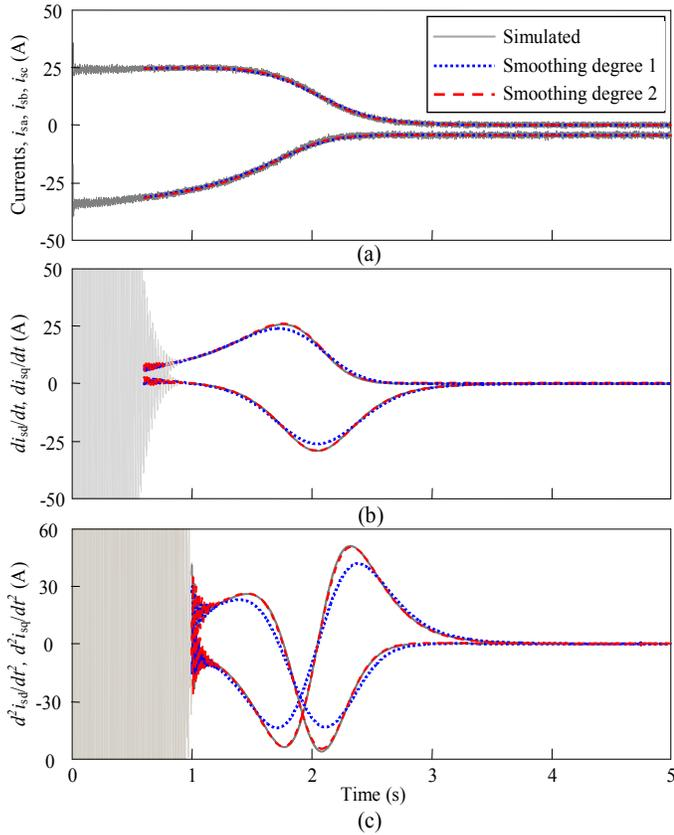 Currents, isa, isb, isc (A)
50
25
0
-25
-50
Simulated
Smoothing degree 1
Smoothing degree 2
(a)
disd/dt, disq/dt (A)
50
25
0
-25
-50
(b)
d²isd/dt², d²isq/dt² (A)
60
30
0
-30
0
0 1 2 3 4 5
Time (s)
(c)